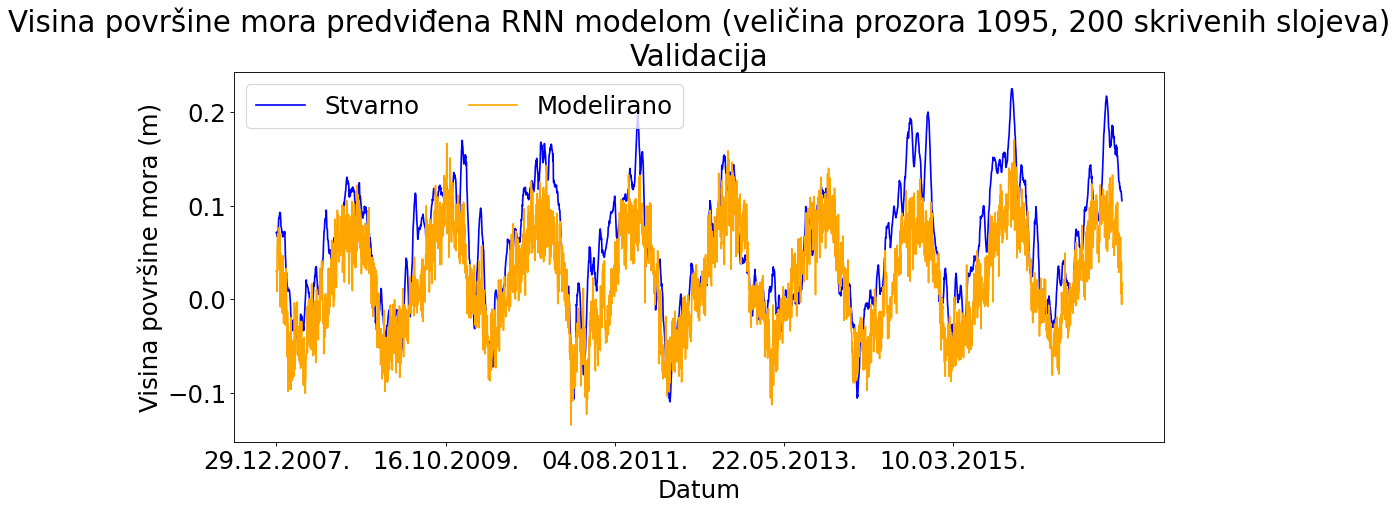 Visina površine mora predviđena RNN modelom (veličina prozora 1095, 200 skrivenih slojeva)
Validacija
Stvarno
Modelirano
Visina površine mora (m)
0.2
0.1
0.0
−0.1
29.12.2007.
16.10.2009.
04.08.2011.
22.05.2013.
10.03.2015.
Datum